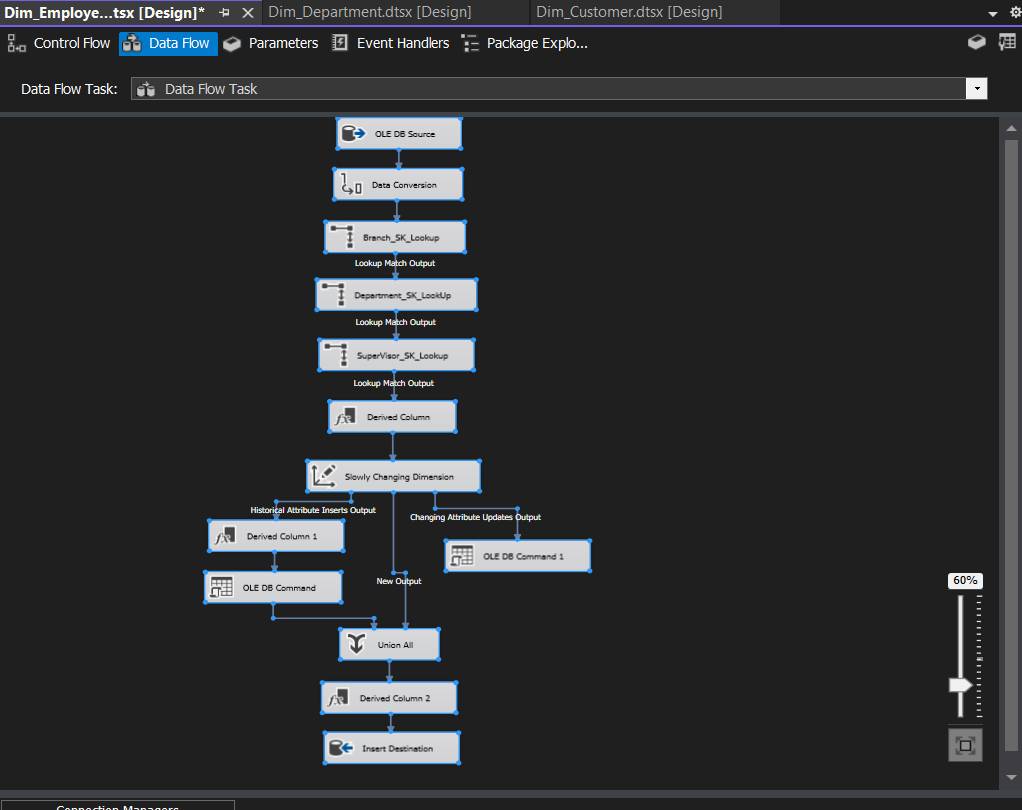 Dim_Employe...tsx [Design]* Dim_Department.dtsx [Design] Dim_Customer.dtsx [Design]
Control Flow Data Flow Parameters Event Handlers Package Explo...
Data Flow Task: Data Flow Task
OLE DB Source
Data Conversion
Branch_SK_Lookup
Lookup Match Output
Department_SK_LookUp
Lookup Match Output
SuperVisor_SK_Lookup
Lookup Match Output
Derived Column
Slowly Changing Dimension
Historical Attribute Inserts Output
Changing Attribute Updates Output
Derived Column 1
OLE DB Command 1
New Output
60%
OLE DB Command
Union All
Derived Column 2
Insert Destination
Connection Managers